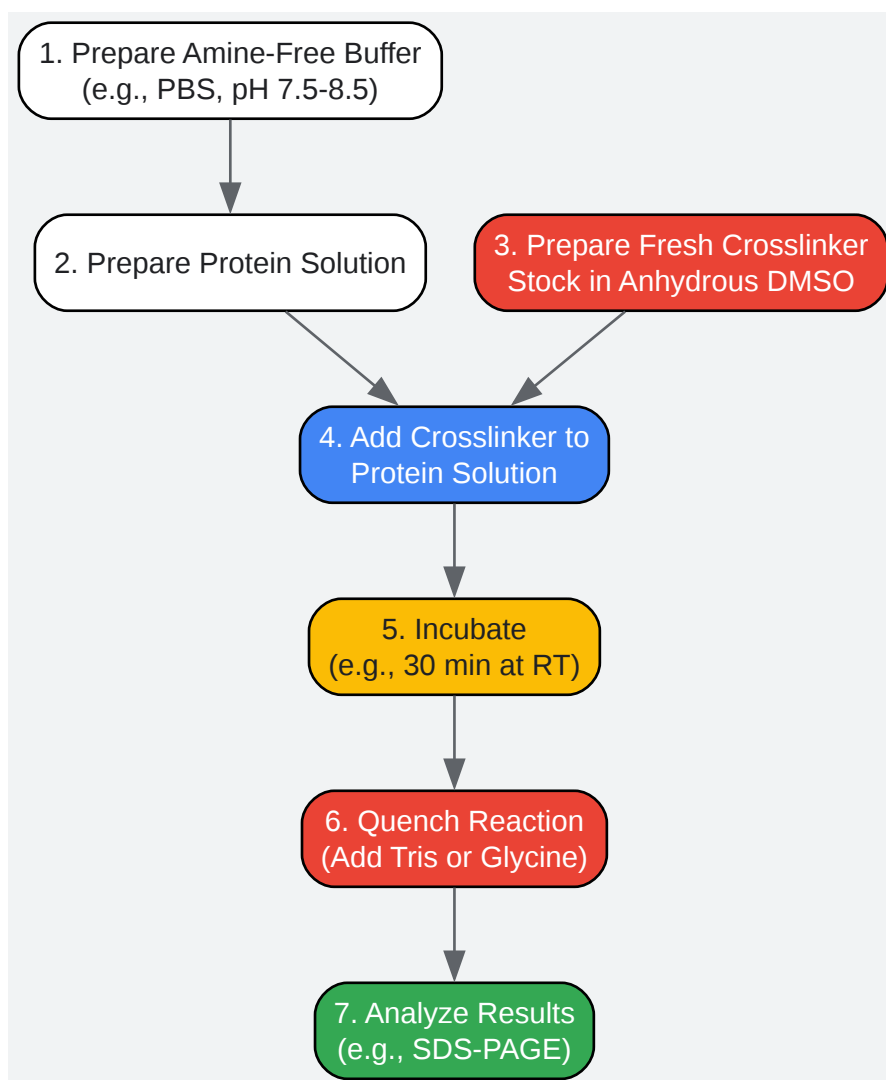 1. Prepare Amine-Free Buffer
(e.g., PBS, pH 7.5-8.5)
2. Prepare Protein Solution
3. Prepare Fresh Crosslinker
Stock in Anhydrous DMSO
4. Add Crosslinker to
Protein Solution
5. Incubate
(e.g., 30 min at RT)
6. Quench Reaction
(Add Tris or Glycine)
7. Analyze Results
(e.g., SDS-PAGE)